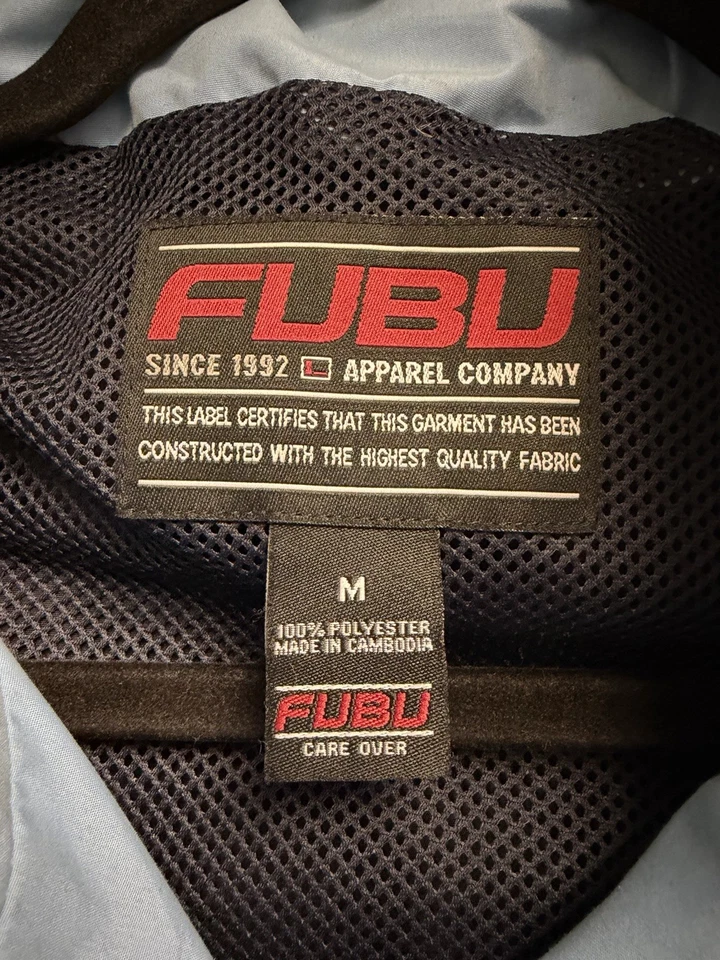 FUBU
SINCE 1992 APPAREL COMPANY
THIS LABEL CERTIFIES THAT THIS GARMENT HAS BEEN
CONSTRUCTED WITH THE HIGHEST QUALITY FABRIC
M
100% POLYESTER
MADE IN CAMBODIA
FUBU
CARE OVER